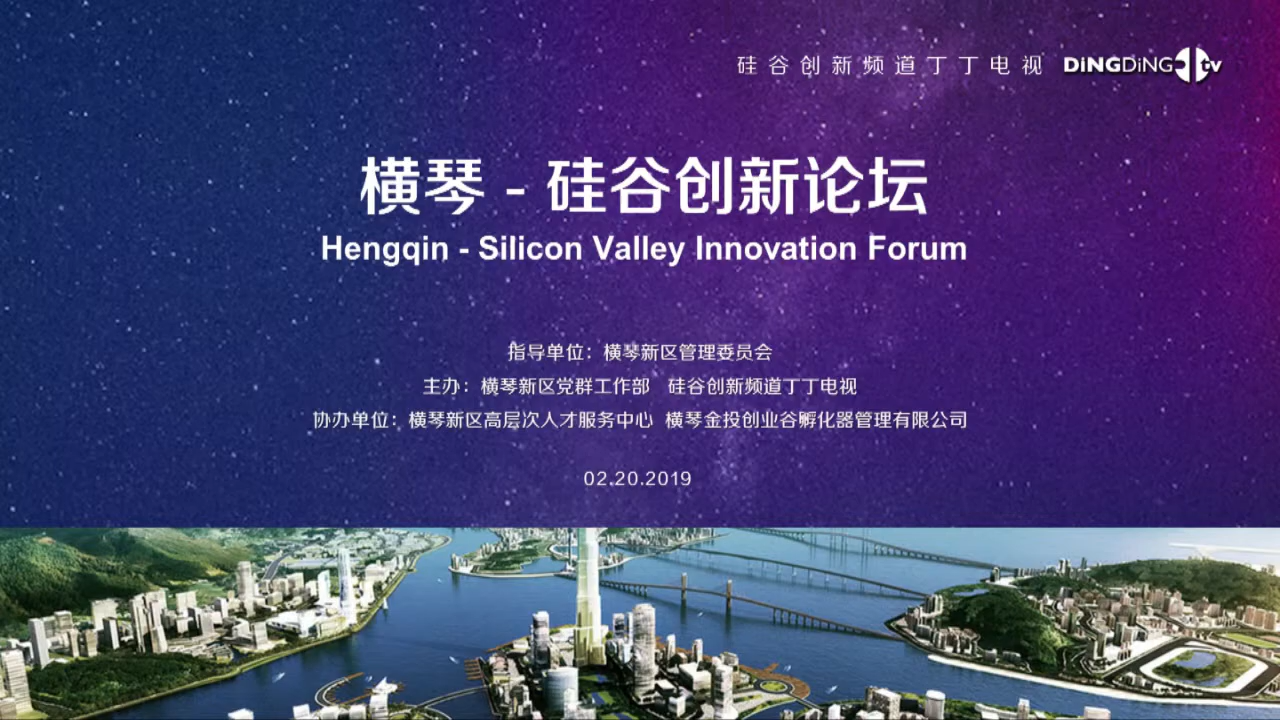 硅谷创新频道丁丁电视 DiNGDiNG tv
横琴 - 硅谷创新论坛
Hengqin - Silicon Valley Innovation Forum
指导单位：横琴新区管理委员会
主办：横琴新区党群工作部 硅谷创新频道丁丁电视
协办单位：横琴新区高层次人才服务中心 横琴金投创业谷孵化器管理有限公司
02.20.2019